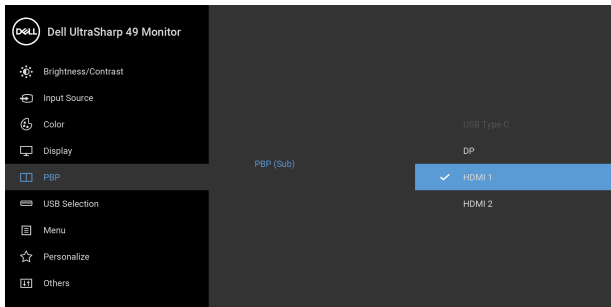 DELL Dell UltraSharp 49 Monitor
Brightness/Contrast
Input Source
Color
Display
PBP
USB Selection
Menu
Personalize
Others
PBP (Sub)
USB Type-C
DP
HDMI 1
HDMI 2